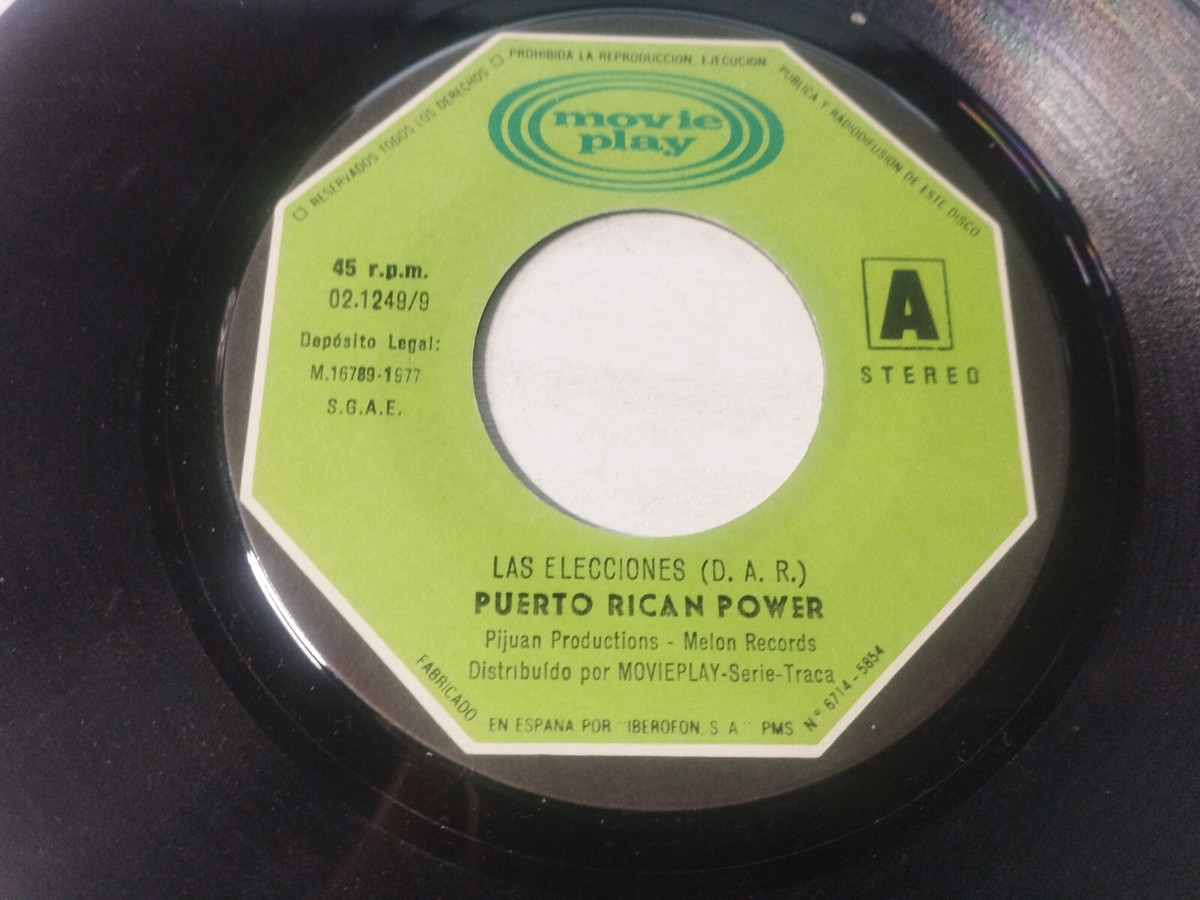 □ RESERVADOS TODOS LOS DERECHOS □ PROHIBIDA LA REPRODUCCION, EJECUCION PUBLICA Y RADIODIFUSION DE ESTE DISCO
movie
play
45 r.p.m.
02.1249/9
Depósito Legal:
M.16789-1977
S.G.A.E.
A
STEREO
LAS ELECCIONES (D. A. R.)
PUERTO RICAN POWER
Pijuan Productions - Melon Records
Distribuído por MOVIEPLAY-Serie-Traca
FABRICADO EN ESPAÑA POR "IBEROFON, S. A." PMS N° 6714 - 5854